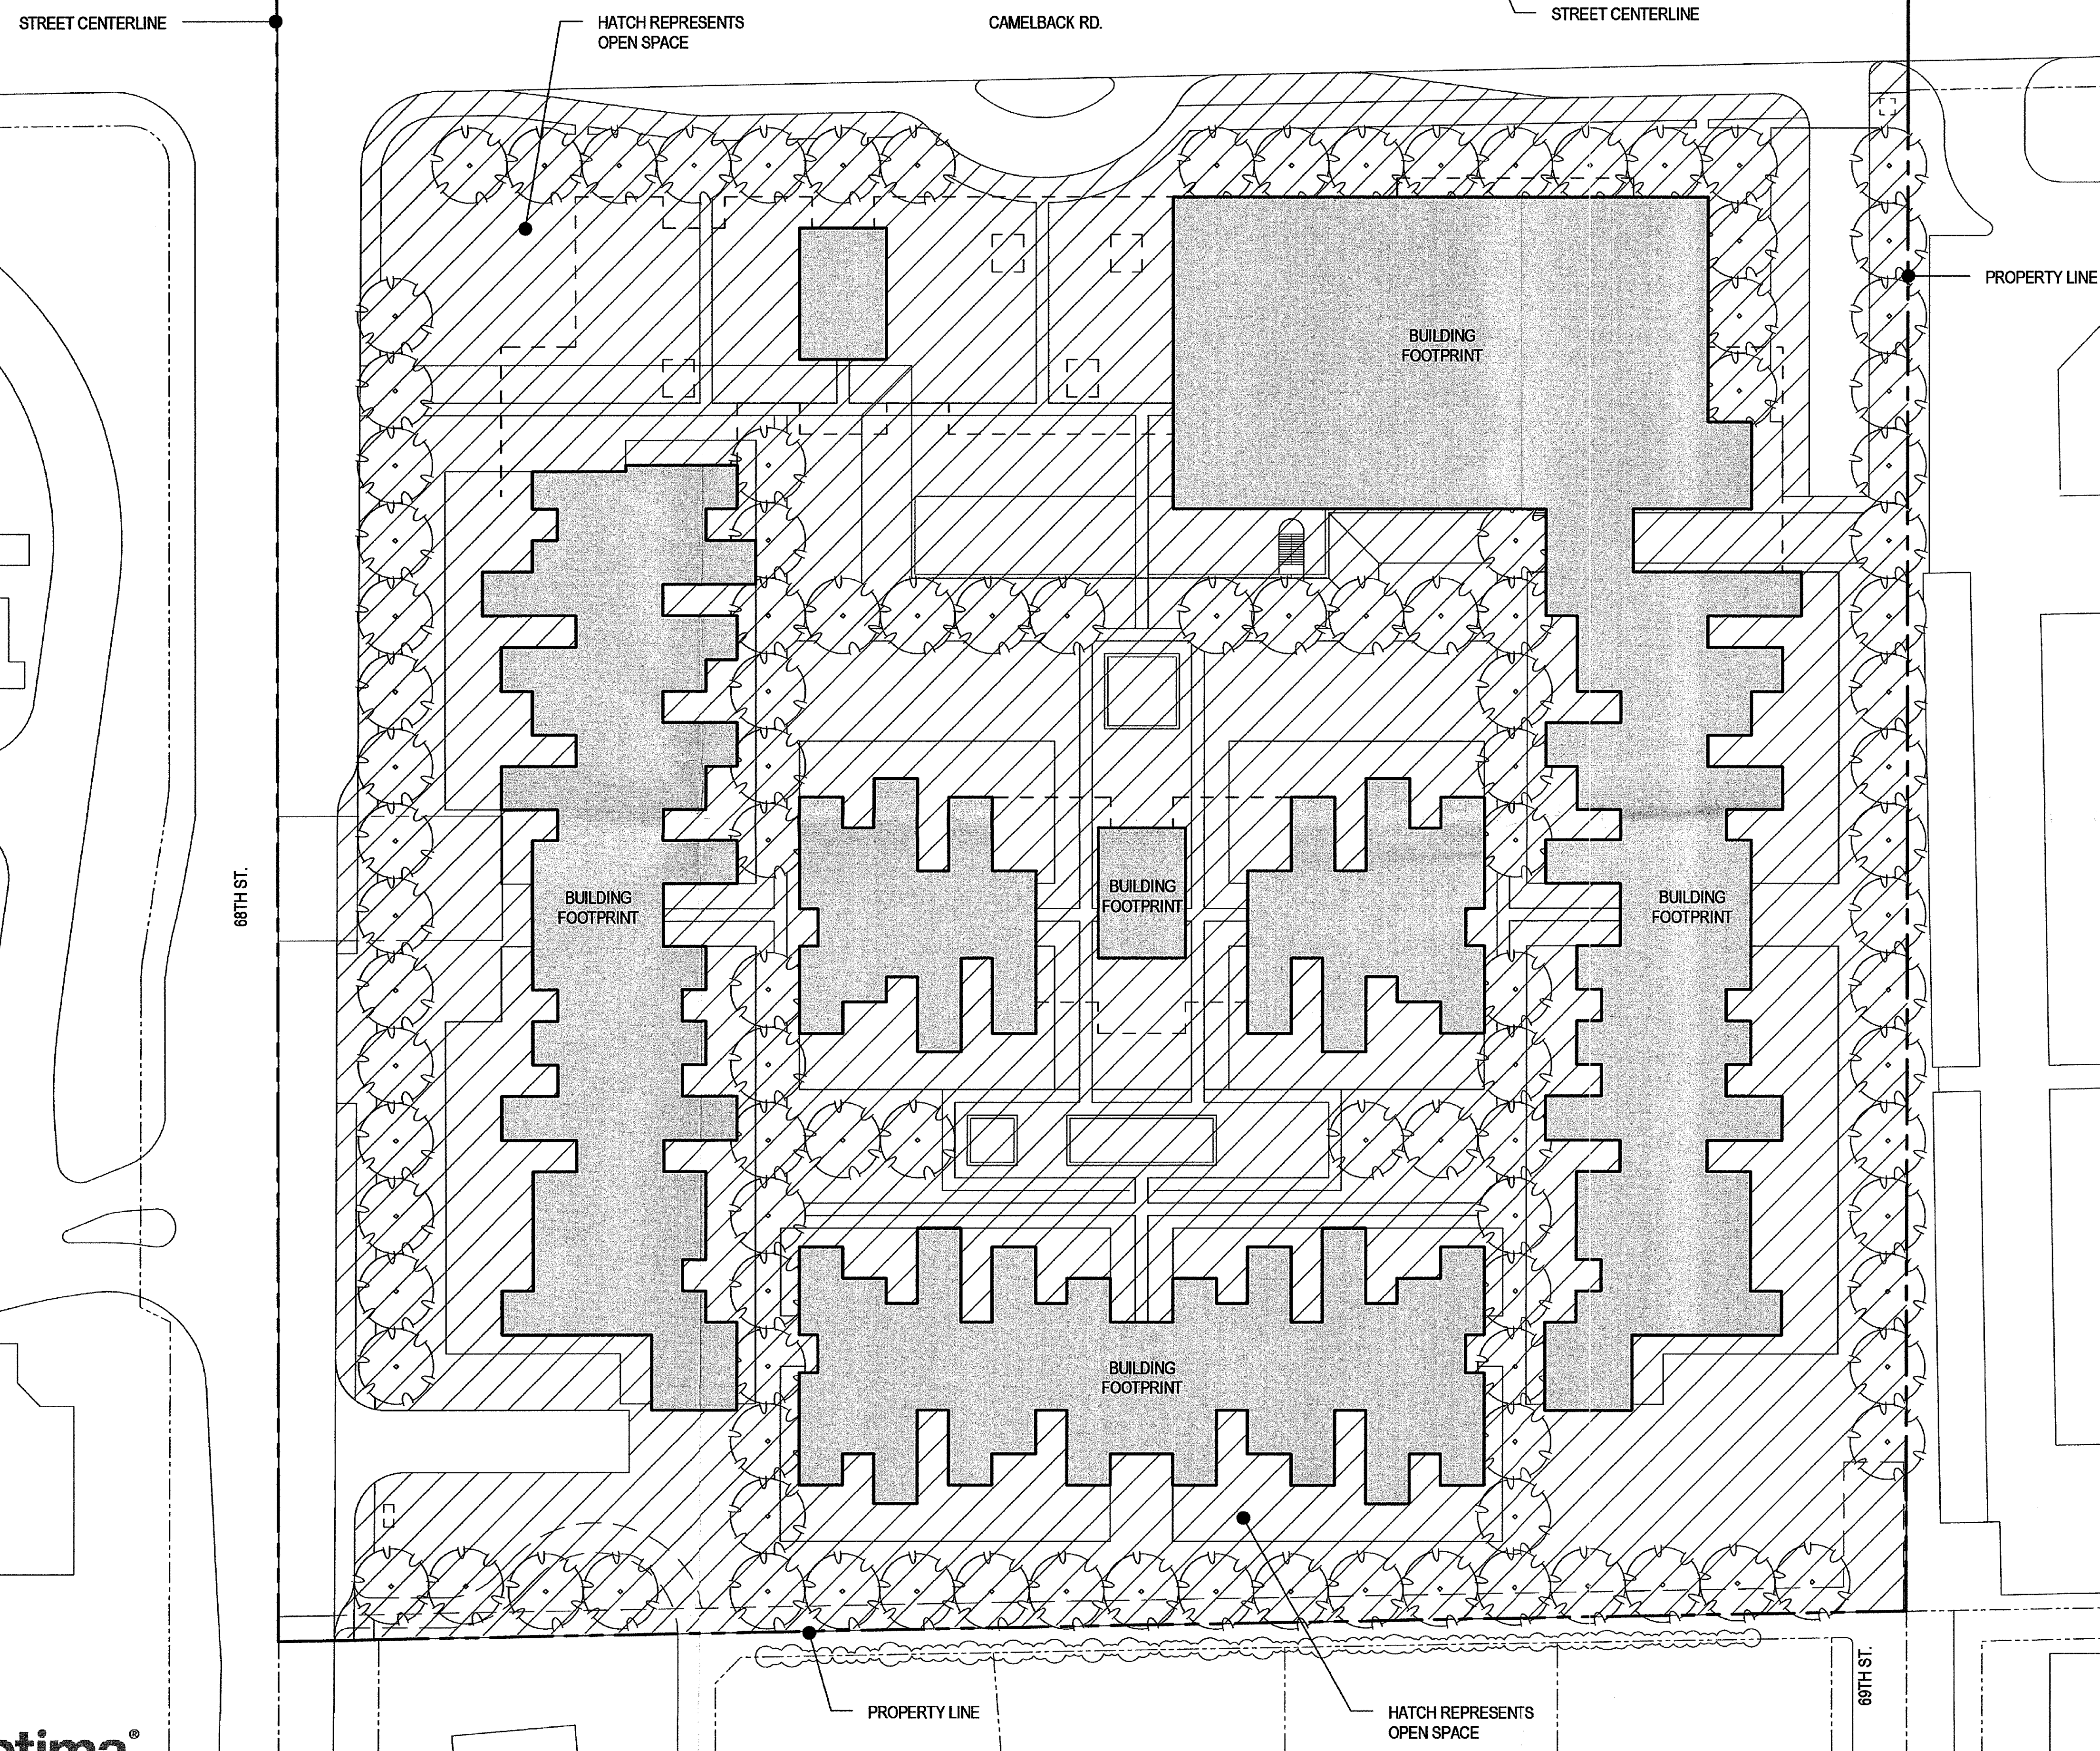 STREET CENTERLINE
HATCH REPRESENTS
OPEN SPACE
CAMELBACK RD.
STREET CENTERLINE
PROPERTY LINE
BUILDING
FOOTPRINT
68TH ST.
BUILDING
FOOTPRINT
BUILDING
FOOTPRINT
BUILDING
FOOTPRINT
BUILDING
FOOTPRINT
69TH ST.
PROPERTY LINE
HATCH REPRESENTS
OPEN SPACE